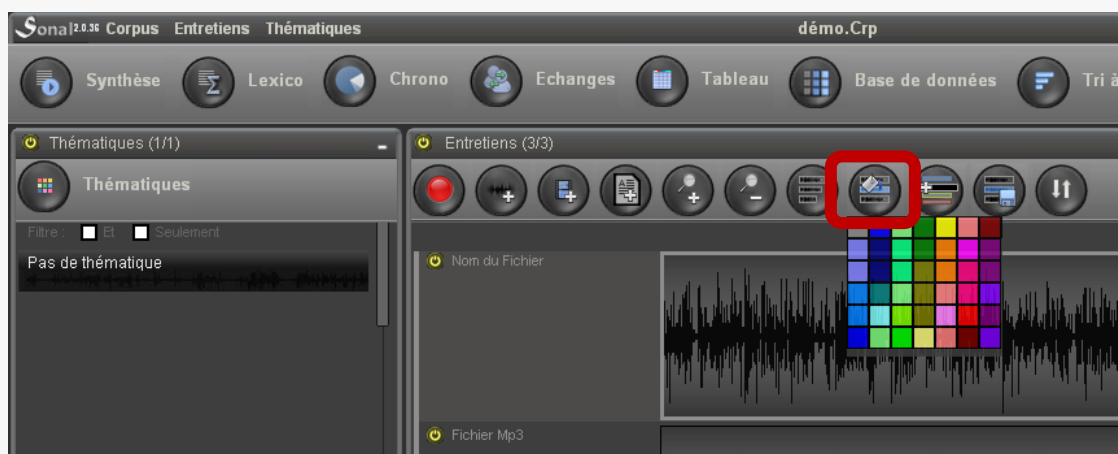 Sonal 2.0.36 Corpus Entretiens Thématiques démo.Crp
Synthèse Lexico Chrono Echanges Tableau Base de données Tri à
Thématiques (1/1)
Entretiens (3/3)
Thématiques
Filtre : Et Seulement
Pas de thématique
Nom du Fichier
Fichier Mp3